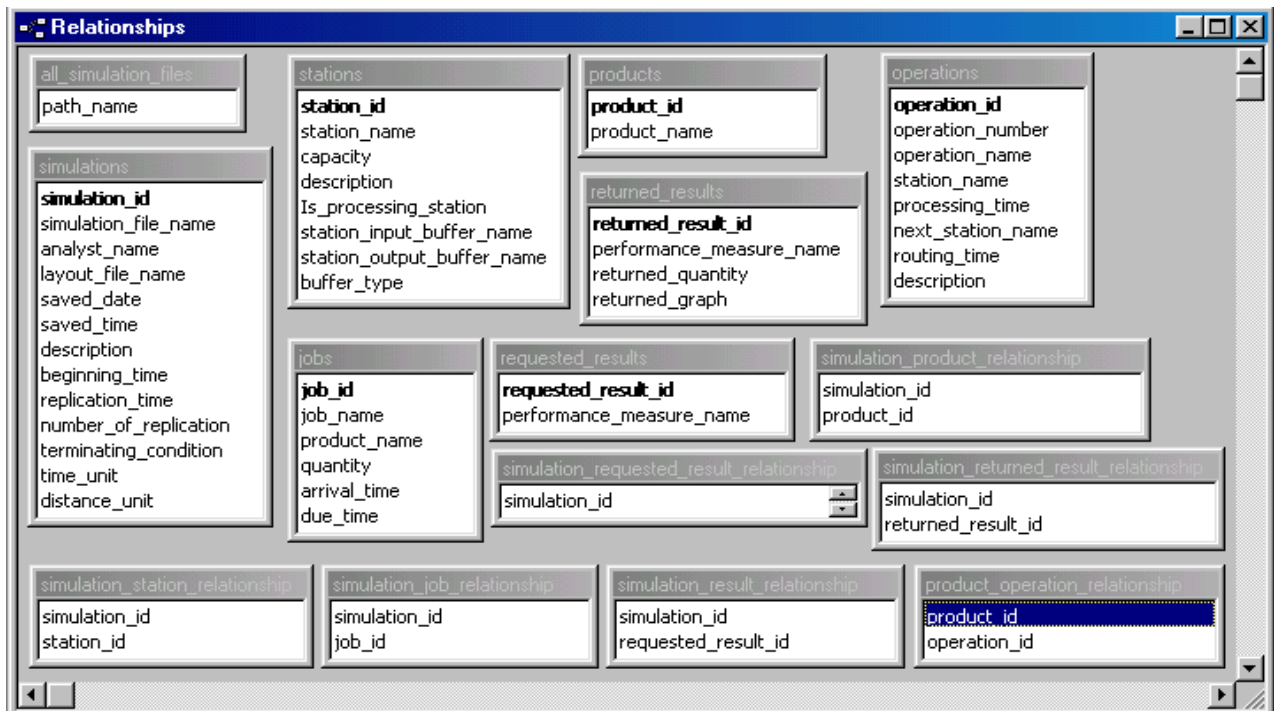 Relationships
all_simulation_files
path_name
simulations
simulation_id
simulation_file_name
analyst_name
layout_file_name
saved_date
saved_time
description
beginning_time
replication_time
number_of_replication
terminating_condition
time_unit
distance_unit
stations
station_id
station_name
capacity
description
Is_processing_station
station_input_buffer_name
station_output_buffer_name
buffer_type
products
product_id
product_name
returned_results
returned_result_id
performance_measure_name
returned_quantity
returned_graph
operations
operation_id
operation_number
operation_name
station_name
processing_time
next_station_name
routing_time
description
jobs
job_id
job_name
product_name
quantity
arrival_time
due_time
requested_results
requested_result_id
performance_measure_name
simulation_product_relationship
simulation_id
product_id
simulation_requested_result_relationship
simulation_id
simulation_returned_result_relationship
simulation_id
returned_result_id
simulation_station_relationship
simulation_id
station_id
simulation_job_relationship
simulation_id
job_id
simulation_result_relationship
simulation_id
requested_result_id
product_operation_relationship
product_id
operation_id